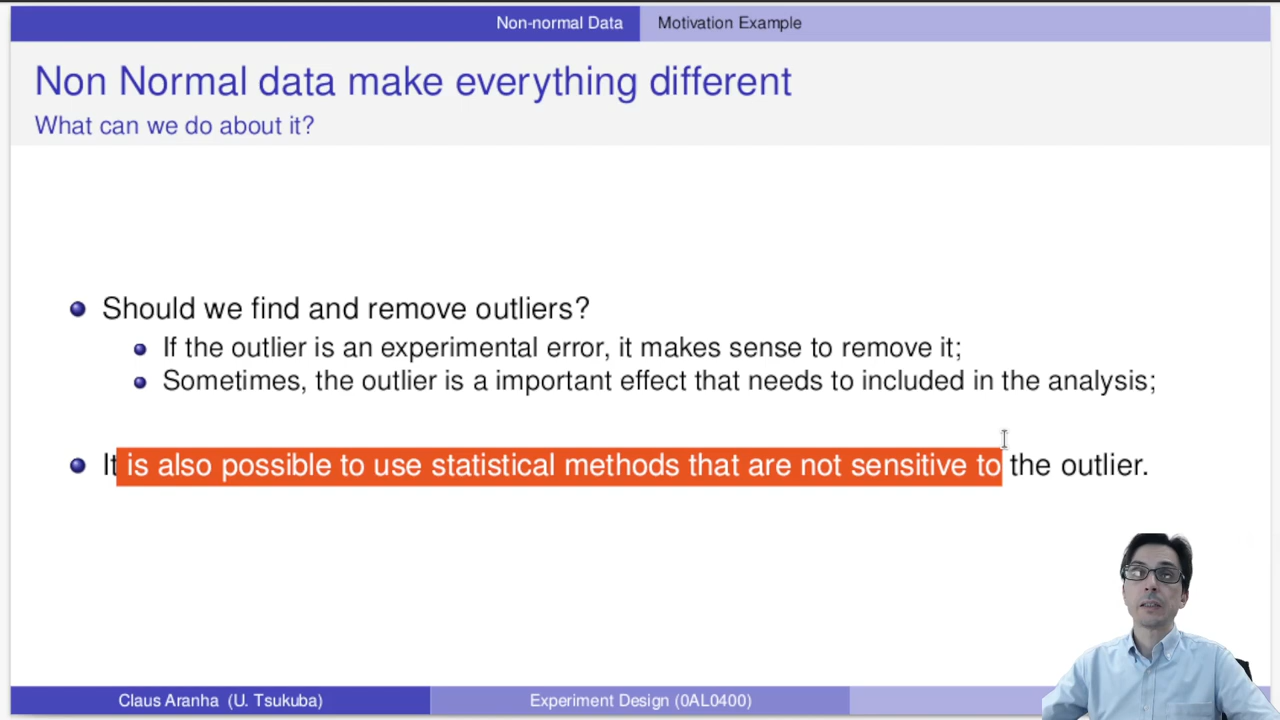 Non-normal Data Motivation Example
Non Normal data make everything different
What can we do about it?
Should we find and remove outliers?
If the outlier is an experimental error, it makes sense to remove it;
Sometimes, the outlier is a important effect that needs to included in the analysis;
It is also possible to use statistical methods that are not sensitive to the outlier.
Claus Aranha (U. Tsukuba) Experiment Design (0AL0400)